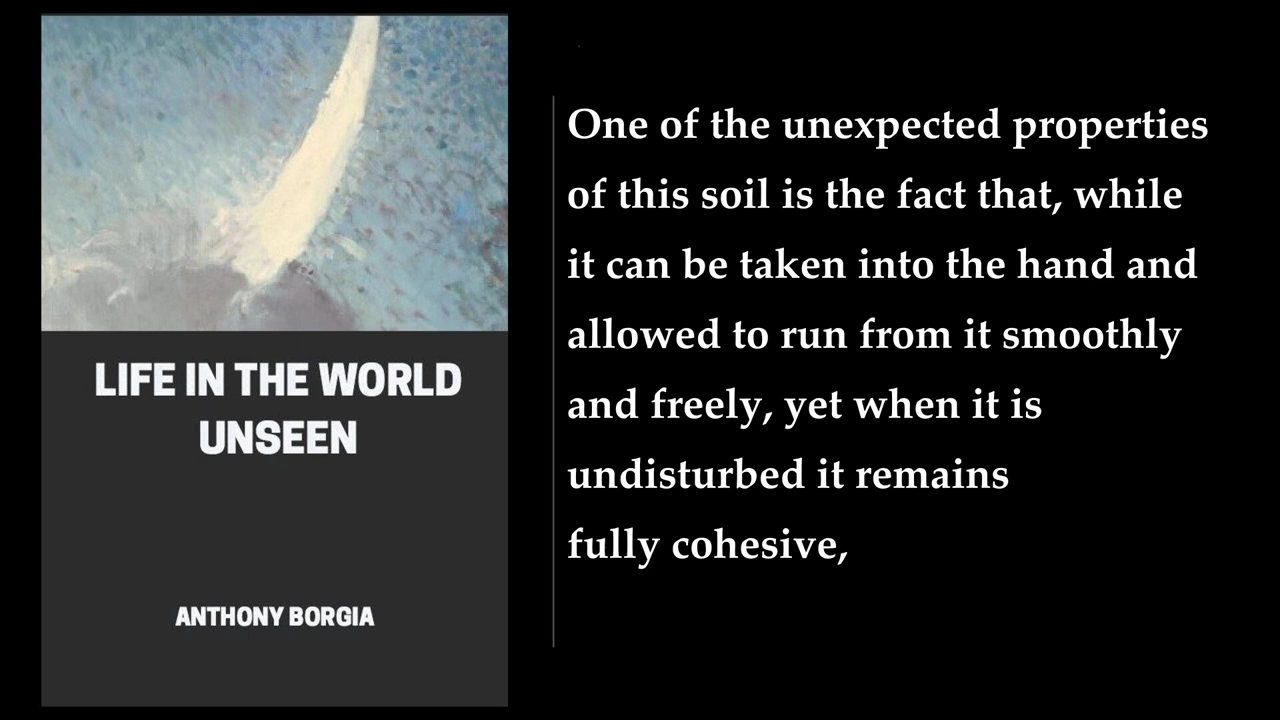 LIFE IN THE WORLD
UNSEEN
ANTHONY BORGIA
One of the unexpected properties
of this soil is the fact that, while
it can be taken into the hand and
allowed to run from it smoothly
and freely, yet when it is
undisturbed it remains
fully cohesive,